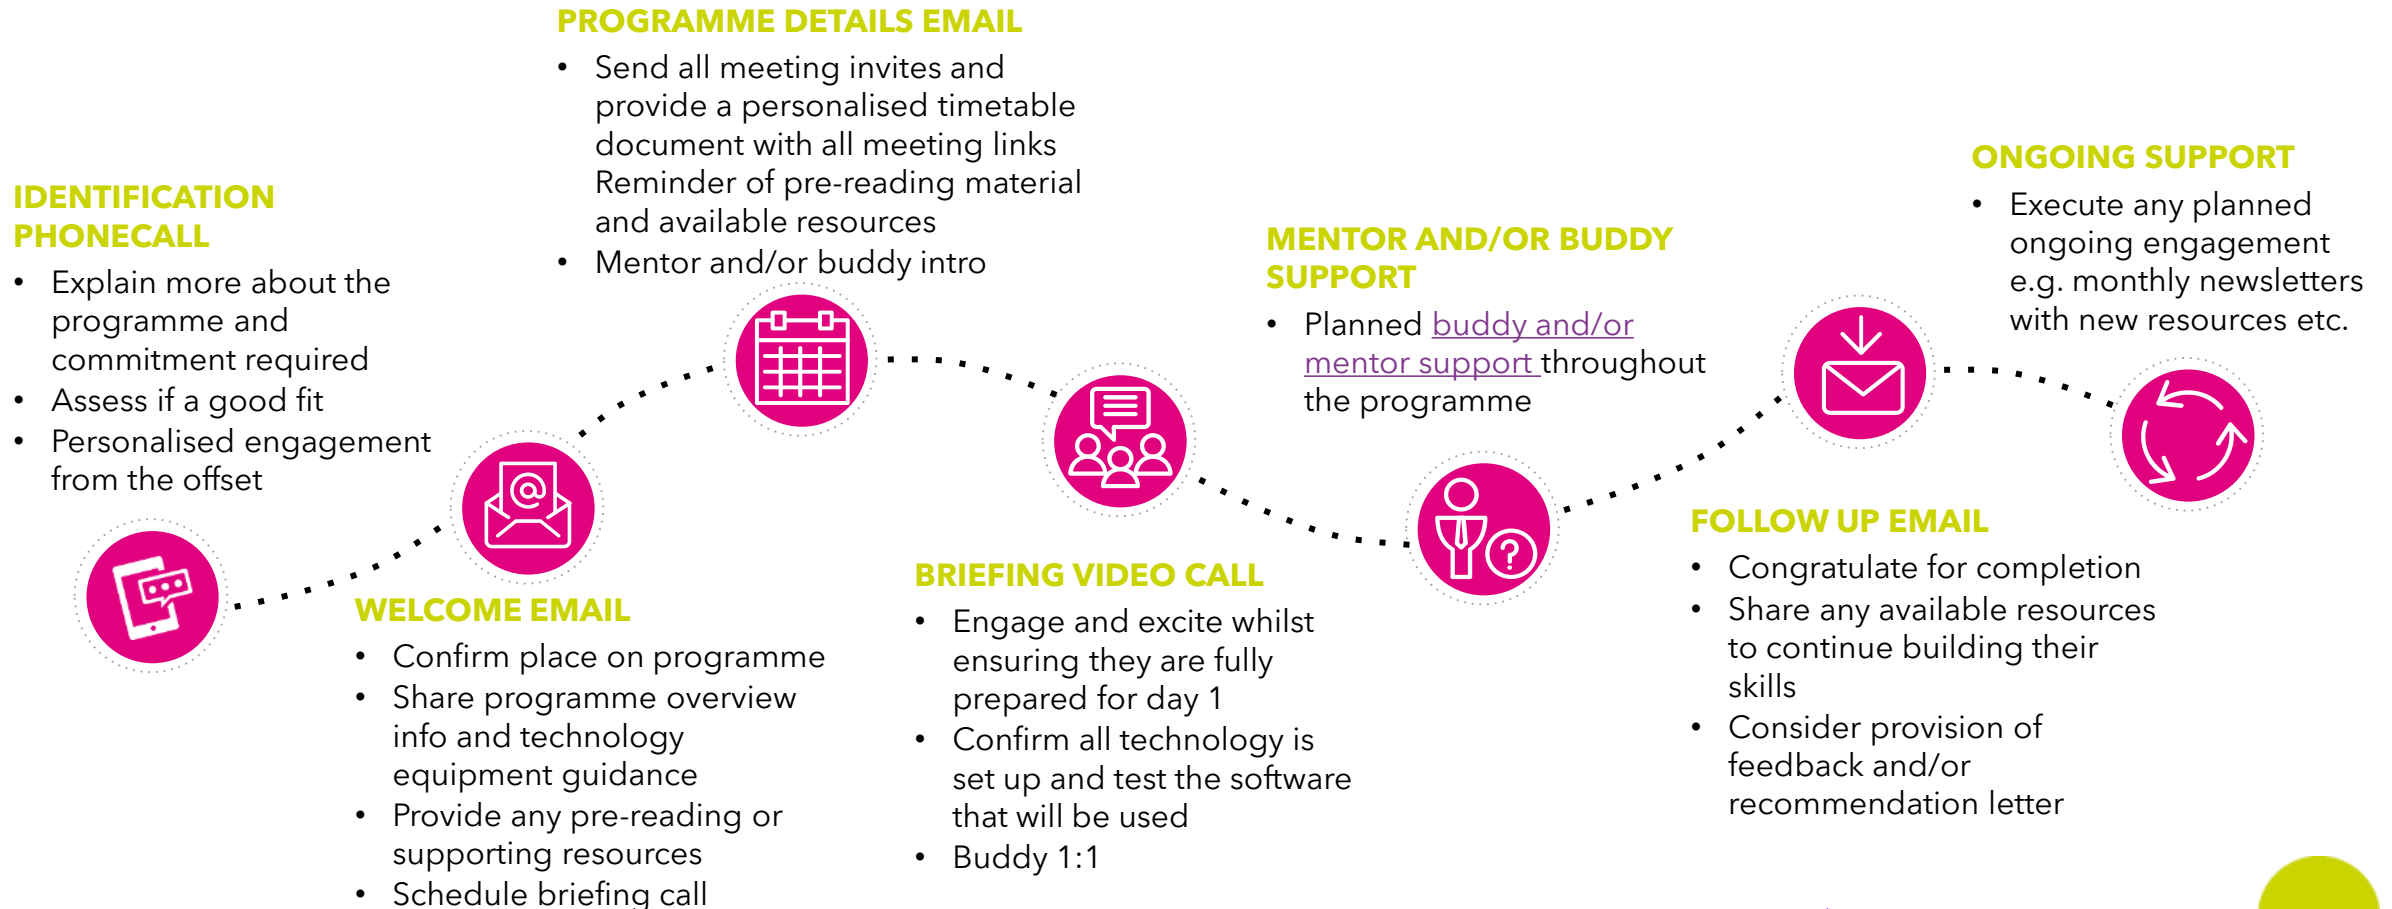 IDENTIFICATION
PHONECALL
• Explain more about the
programme and
commitment required
• Assess if a good fit
• Personalised engagement
from the offset
WELCOME EMAIL
• Confirm place on programme
• Share programme overview
info and technology
equipment guidance
• Provide any pre-reading or
supporting resources
• Schedule briefing call
PROGRAMME DETAILS EMAIL
• Send all meeting invites and
provide a personalised timetable
document with all meeting links
Reminder of pre-reading material
and available resources
• Mentor and/or buddy intro
BRIEFING VIDEO CALL
• Engage and excite whilst
ensuring they are fully
prepared for day 1
• Confirm all technology is
set up and test the software
that will be used
• Buddy 1:1
MENTOR AND/OR BUDDY
SUPPORT
• Planned buddy and/or
mentor support throughout
the programme
FOLLOW UP EMAIL
• Congratulate for completion
• Share any available resources
to continue building their
skills
• Consider provision of
feedback and/or
recommendation letter
ONGOING SUPPORT
• Execute any planned
ongoing engagement
e.g. monthly newsletters
with new resources etc.